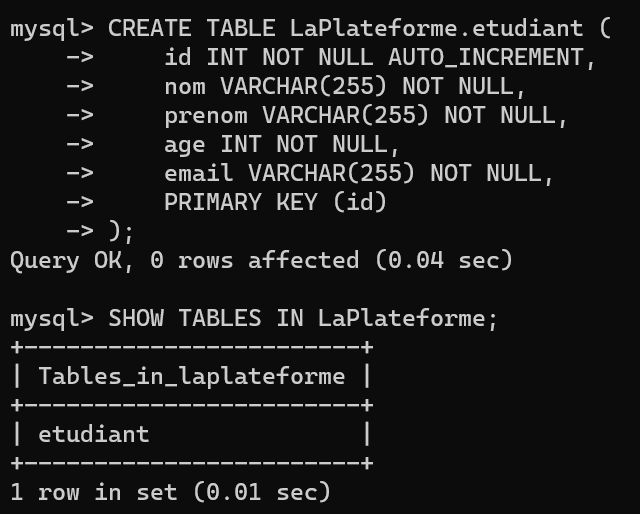 mysql> CREATE TABLE LaPlateforme.etudiant (
    ->     id INT NOT NULL AUTO_INCREMENT,
    ->     nom VARCHAR(255) NOT NULL,
    ->     prenom VARCHAR(255) NOT NULL,
    ->     age INT NOT NULL,
    ->     email VARCHAR(255) NOT NULL,
    ->     PRIMARY KEY (id)
    -> );
Query OK, 0 rows affected (0.04 sec)

mysql> SHOW TABLES IN LaPlateforme;
+------------------------+
| Tables_in_laplateforme |
+------------------------+
| etudiant               |
+------------------------+
1 row in set (0.01 sec)